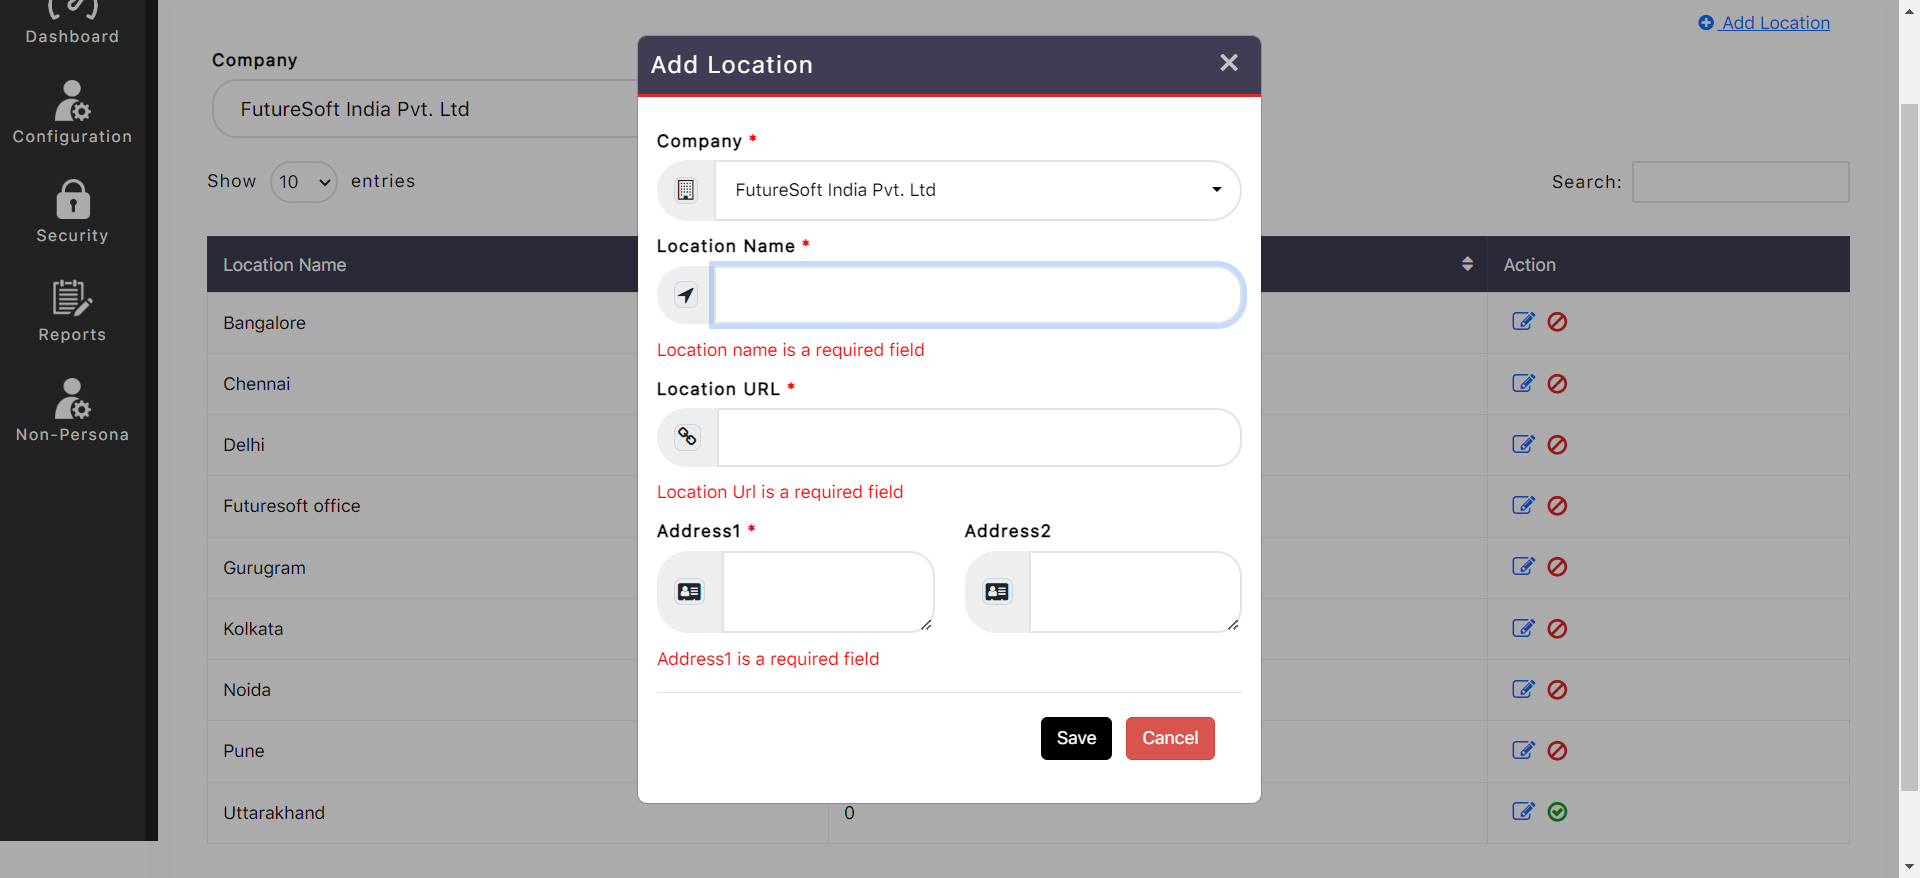 Dashboard
Configuration
Security
Reports
Non-Persona
Add Location
Company
FutureSoft India Pvt. Ltd
Show 10 entries
Search:
Location Name
Action
Bangalore
Chennai
Delhi
Futuresoft office
Gurugram
Kolkata
Noida
Pune
Uttarakhand
0
Add Location
Company *
FutureSoft India Pvt. Ltd
Location Name *
Location name is a required field
Location URL *
Location Url is a required field
Address1 *
Address2
Address1 is a required field
Save
Cancel